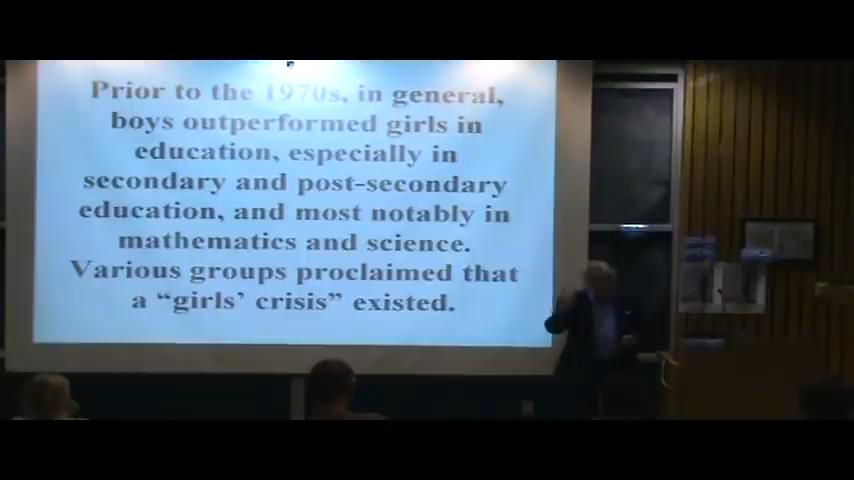 Prior to the 1970s, in general,
boys outperformed girls in
education, especially in
secondary and post-secondary
education, and most notably in
mathematics and science.
Various groups proclaimed that
a “girls’ crisis” existed.